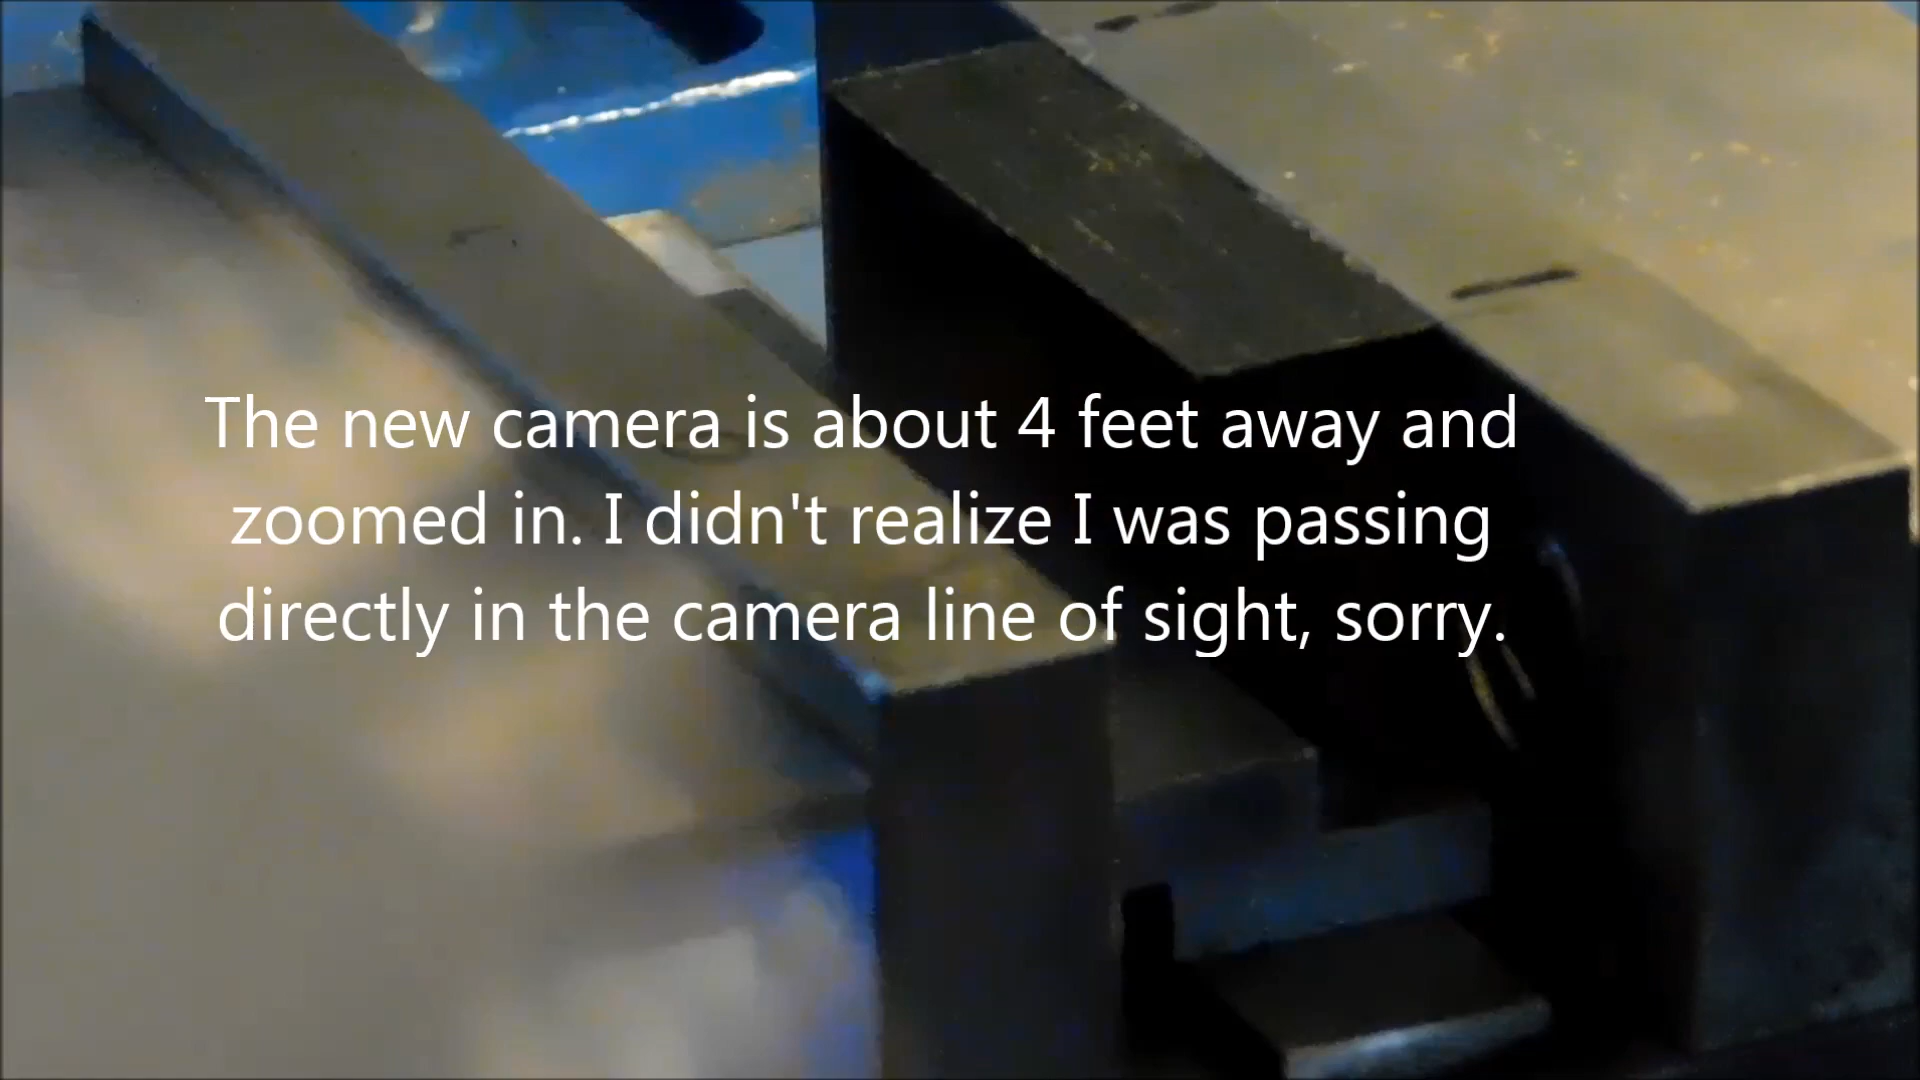 The new camera is about 4 feet away and
zoomed in. I didn't realize I was passing
directly in the camera line of sight, sorry.